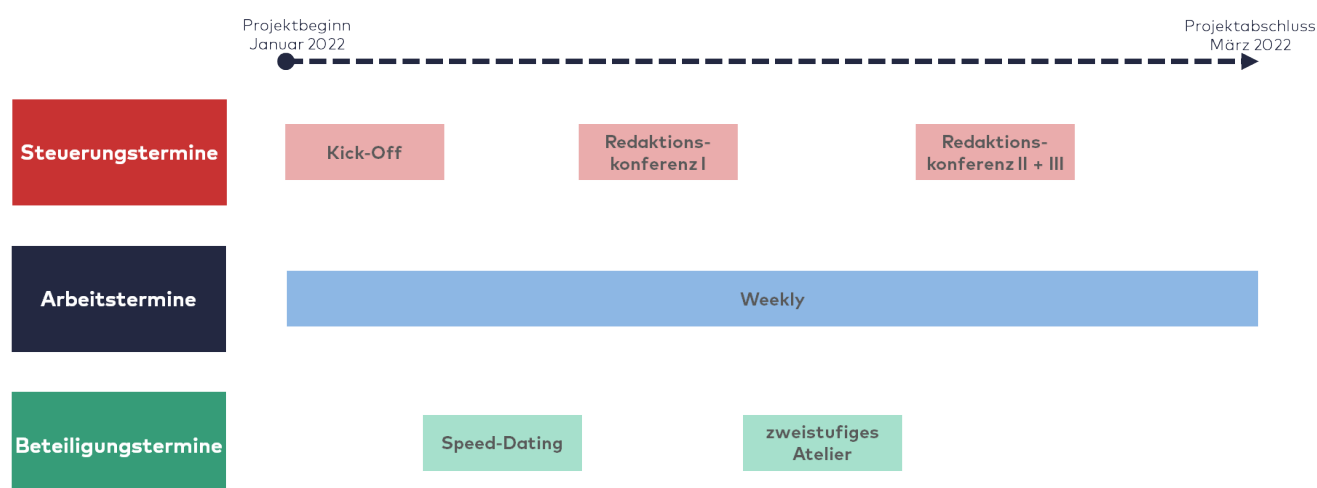 Projektbeginn
Januar 2022
Projektabschluss
März 2022
Steuerungstermine
Kick-Off
Redaktions-
konferenz I
Redaktions-
konferenz II + III
Arbeitstermine
Weekly
Beteiligungstermine
Speed-Dating
zweistufiges
Atelier